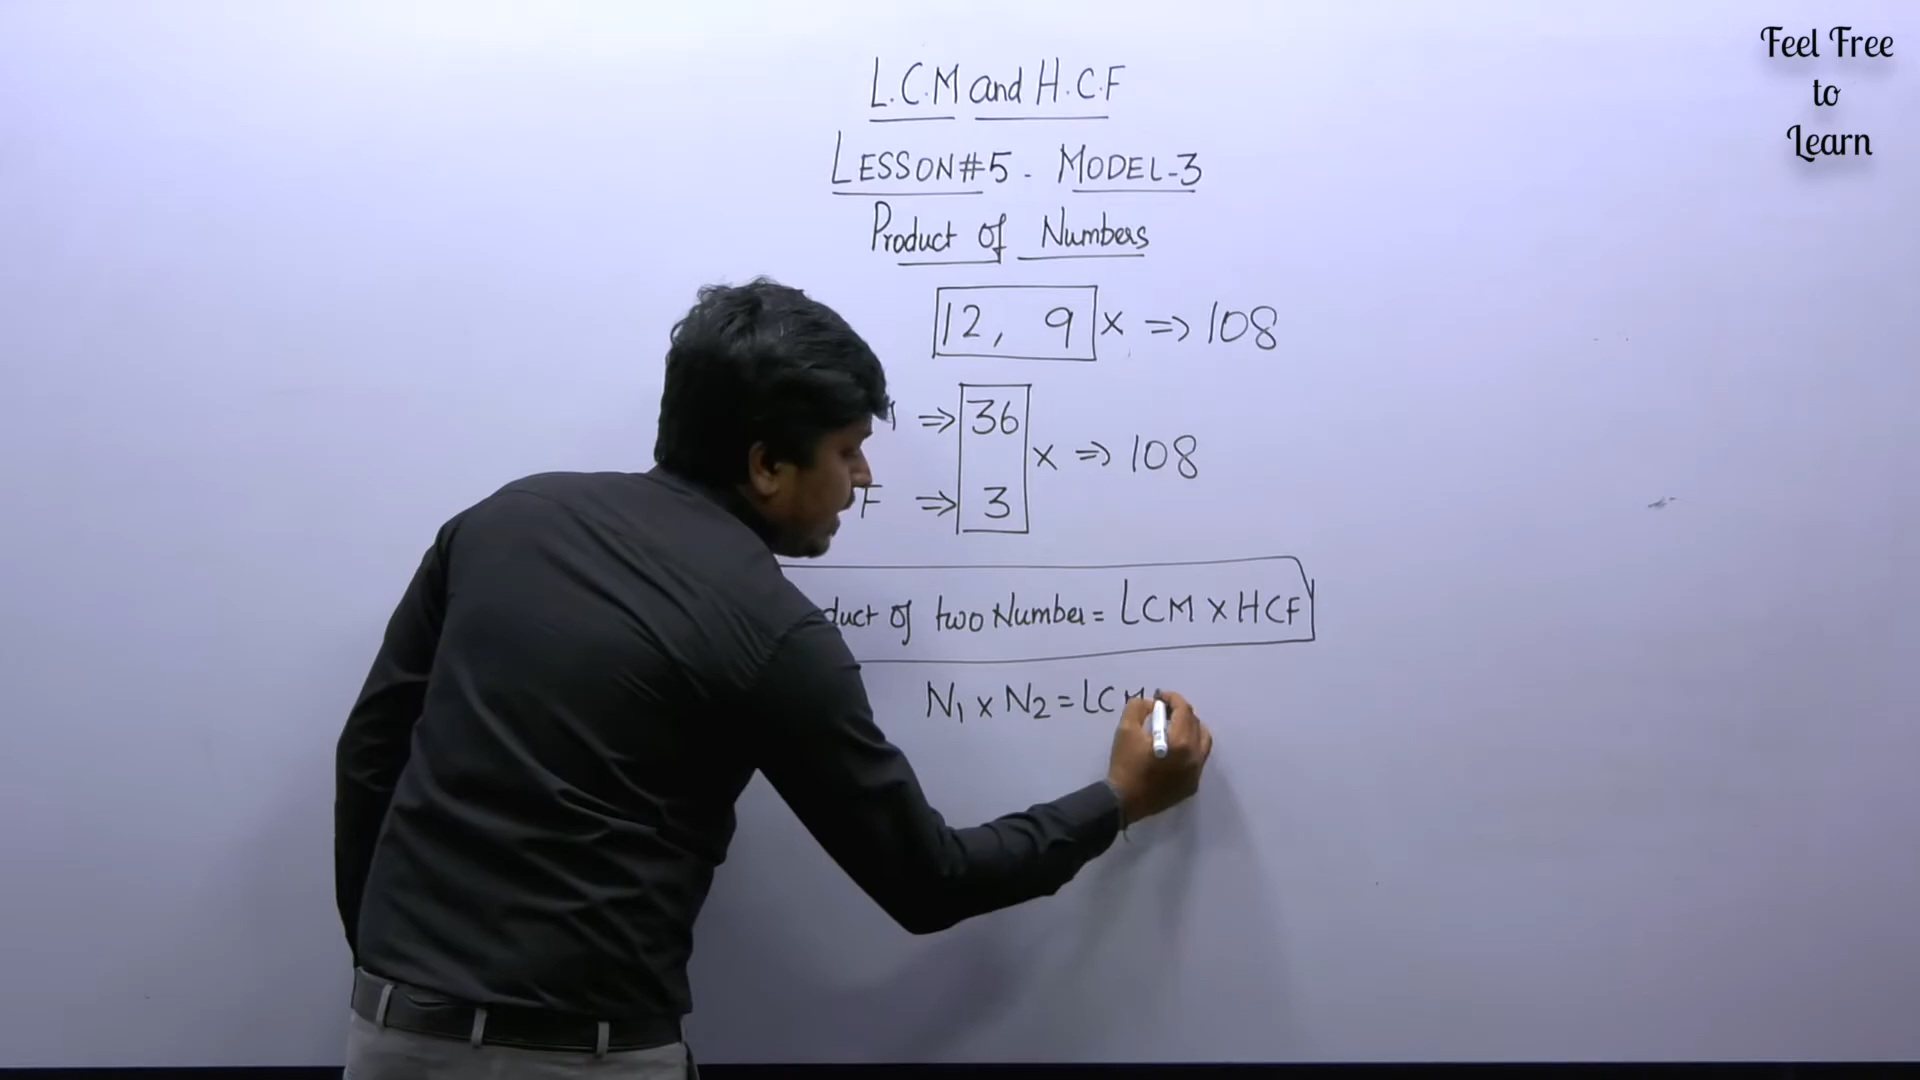 L.C.M and H.C.F
LESSON#5 - MODEL-3
Product of Numbers
12, 9 x => 108
=> 36
x => 108
F => 3
duct of two Number = LCM X HCF
N1 x N2 = LCM
Feel Free
to
Learn